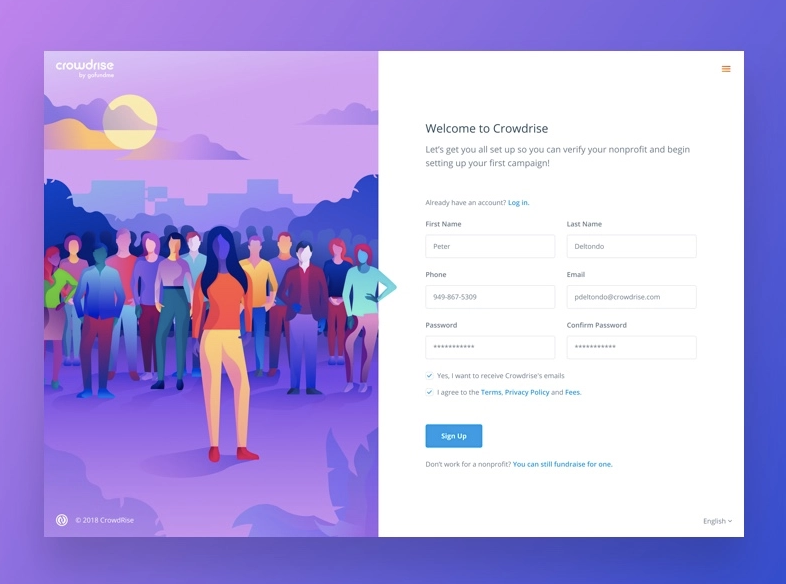 crowdrise
by gofundme
Welcome to Crowdrise
Let's get you all set up so you can verify your nonprofit and begin
setting up your first campaign!
Already have an account? Log in.
First Name
Last Name
Peter
Deltondo
Phone
Email
949-867-5309
pdeltondo@crowdrise.com
Password
Confirm Password
***********
***********
Yes, I want to receive Crowdrise's emails
I agree to the Terms, Privacy Policy and Fees.
Sign Up
Don't work for a nonprofit? You can still fundraise for one.
© 2018 CrowdRise
English